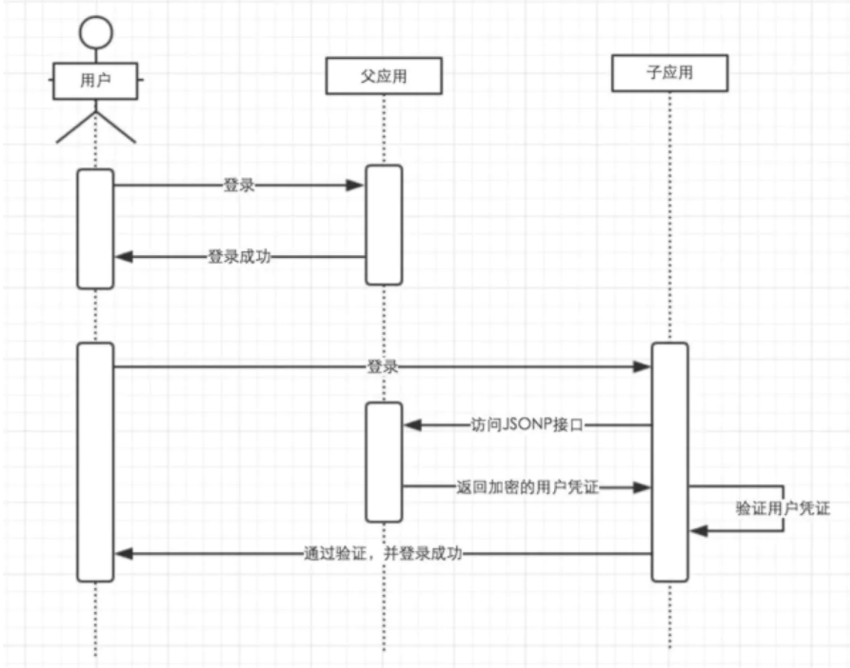 用户
父应用
子应用
登录
登录成功
登录
访问JSONP接口
返回加密的用户凭证
验证用户凭证
通过验证，并登录成功